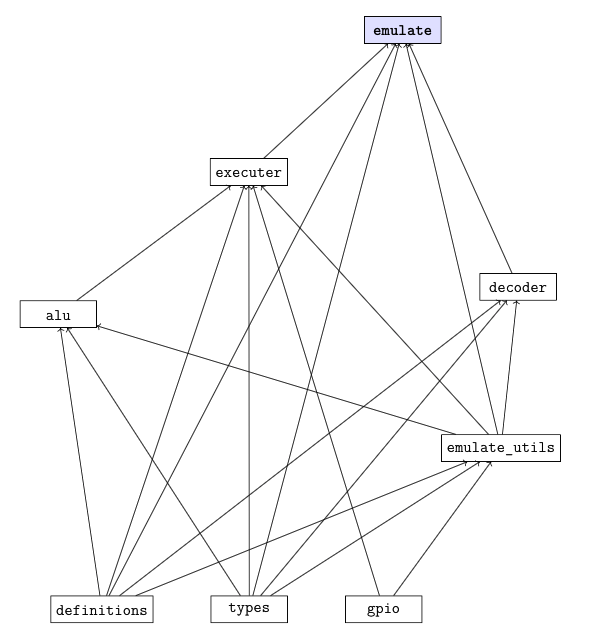 emulate
executer
decoder
alu
emulate_utils
definitions
types
gpio